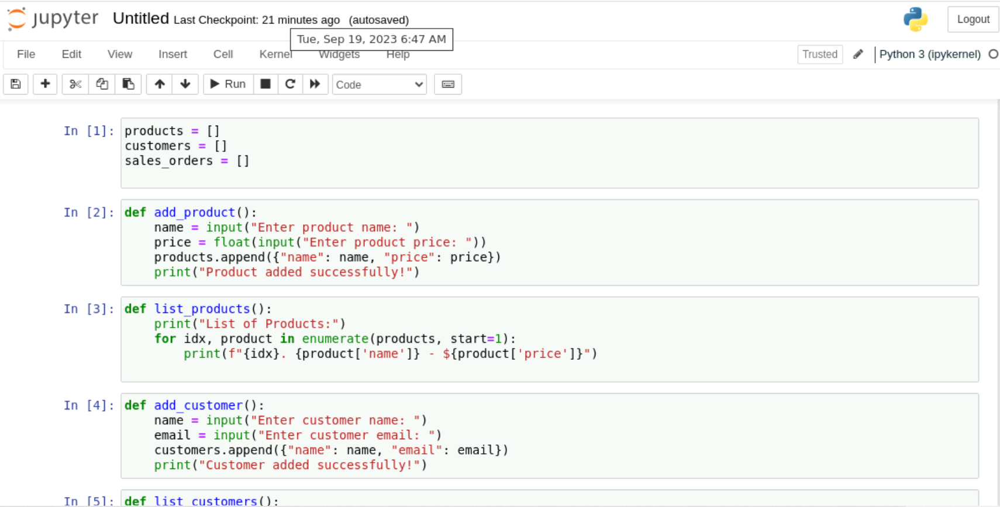 jupyter Untitled Last Checkpoint: 21 minutes ago (autosaved) Logout
Tue, Sep 19, 2023 6:47 AM
File Edit View Insert Cell Kernel Widgets Help Trusted Python 3 (ipykernel)
Run Code
In [1]: products = []
customers = []
sales_orders = []
In [2]: def add_product():
    name = input("Enter product name: ")
    price = float(input("Enter product price: "))
    products.append({"name": name, "price": price})
    print("Product added successfully!")
In [3]: def list_products():
    print("List of Products:")
    for idx, product in enumerate(products, start=1):
        print(f"{idx}. {product['name']} - ${product['price']}")
In [4]: def add_customer():
    name = input("Enter customer name: ")
    email = input("Enter customer email: ")
    customers.append({"name": name, "email": email})
    print("Customer added successfully!")
In [5]: def list_customers():